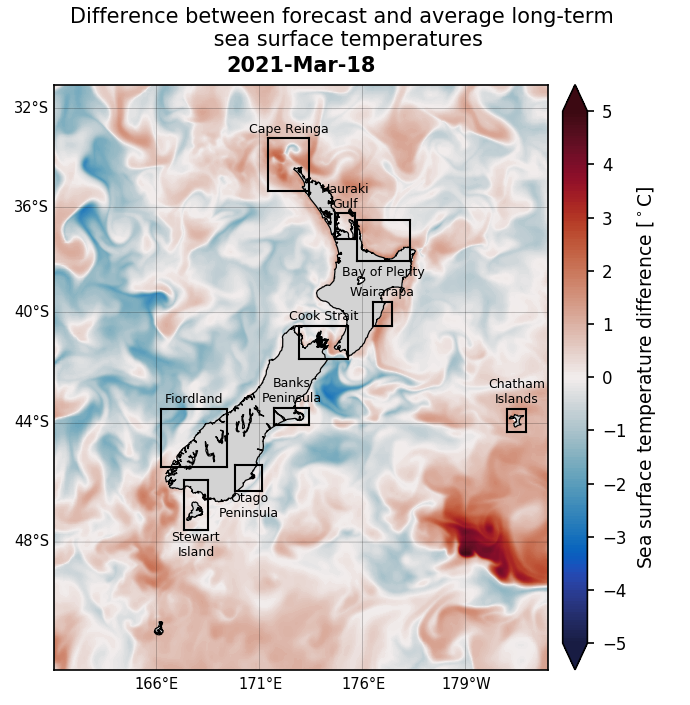 Difference between forecast and average long-term
sea surface temperatures
2021-Mar-18
32°S
36°S
40°S
44°S
48°S
166°E
171°E
176°E
179°W
Cape Reinga
Hauraki
Gulf
Bay of Plenty
Wairarapa
Cook Strait
Banks
Peninsula
Chatham
Islands
Fiordland
Otago
Peninsula
Stewart
Island
5
4
3
2
1
0
−1
−2
−3
−4
−5
Sea surface temperature difference [°C]